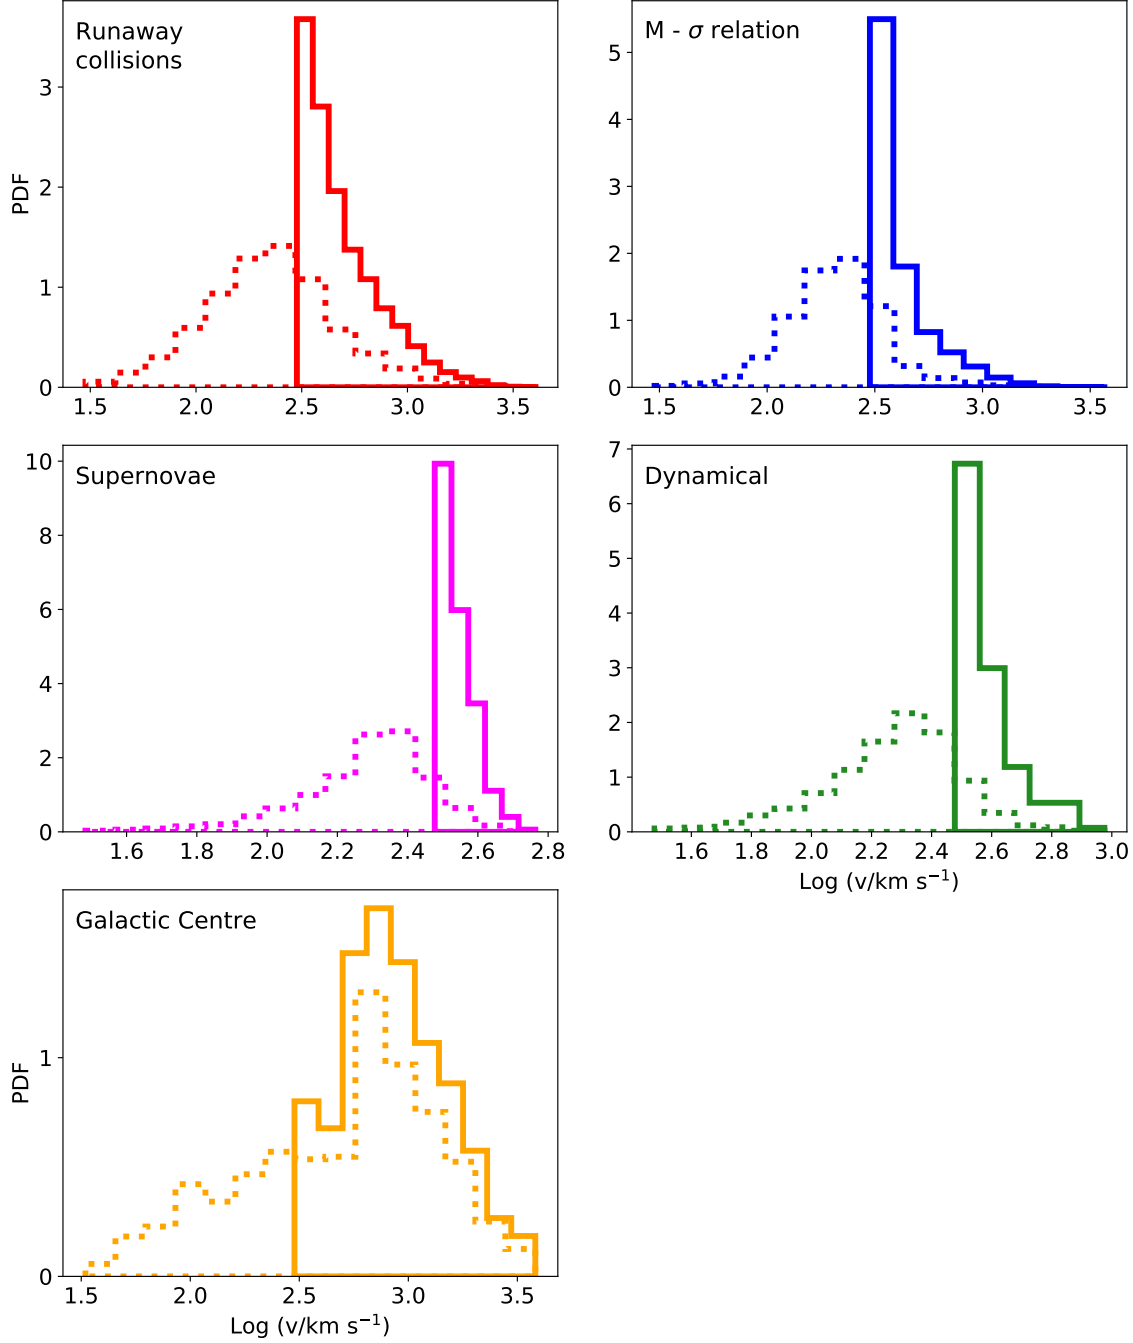 Runaway
collisions
PDF
3
2
1
0
1.5 2.0 2.5 3.0 3.5
M - σ relation
5
4
3
2
1
0
1.5 2.0 2.5 3.0 3.5
Supernovae
10
8
6
4
2
0
1.6 1.8 2.0 2.2 2.4 2.6 2.8
Dynamical
7
6
5
4
3
2
1
0
1.6 1.8 2.0 2.2 2.4 2.6 2.8 3.0
Log (v/km s⁻¹)
Galactic Centre
PDF
1
0
1.5 2.0 2.5 3.0 3.5
Log (v/km s⁻¹)